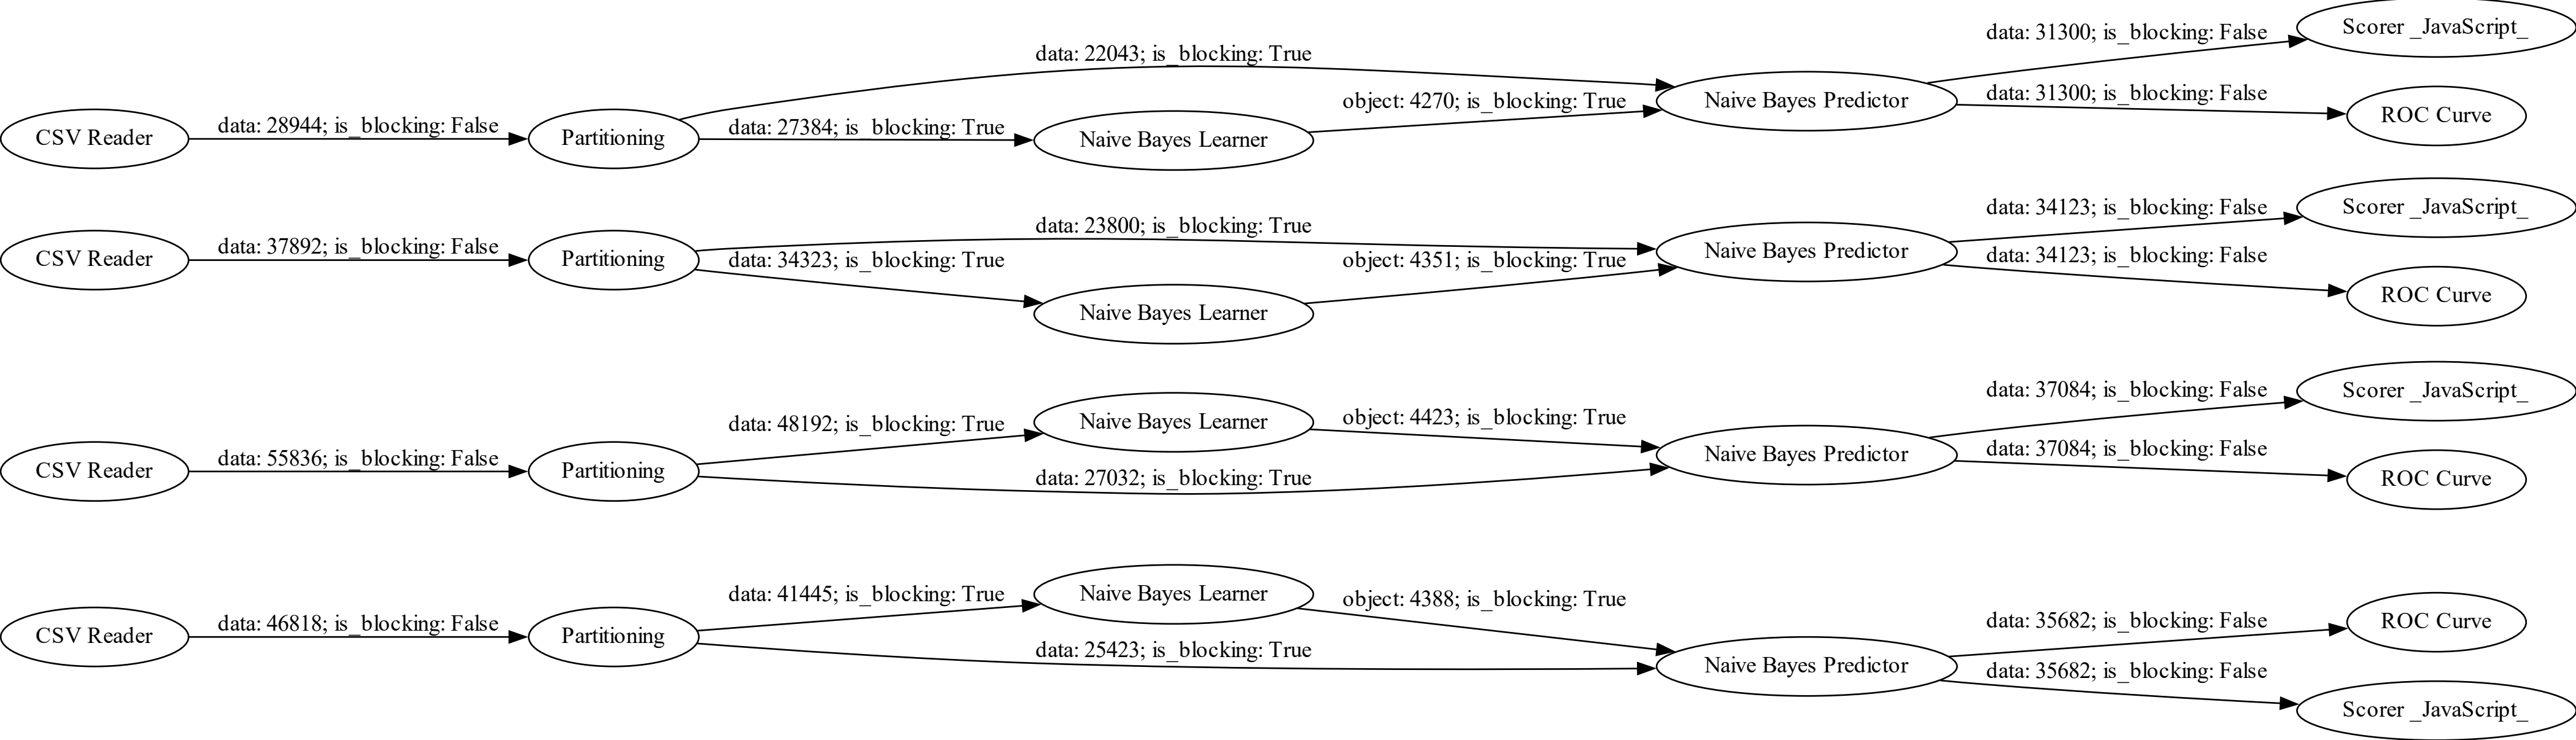 Scorer _JavaScript_
data: 31300; is_blocking: False
data: 22043; is_blocking: True
Naive Bayes Predictor
data: 31300; is_blocking: False
object: 4270; is_blocking: True
ROC Curve
CSV Reader
data: 28944; is_blocking: False
Partitioning
data: 27384; is_blocking: True
Naive Bayes Learner
data: 34123; is_blocking: False
Scorer _JavaScript_
data: 23800; is_blocking: True
CSV Reader
data: 37892; is_blocking: False
Partitioning
data: 34323; is_blocking: True
object: 4351; is_blocking: True
Naive Bayes Predictor
data: 34123; is_blocking: False
ROC Curve
Naive Bayes Learner
data: 37084; is_blocking: False
Scorer _JavaScript_
data: 48192; is_blocking: True
Naive Bayes Learner
object: 4423; is_blocking: True
CSV Reader
data: 55836; is_blocking: False
Partitioning
data: 27032; is_blocking: True
Naive Bayes Predictor
data: 37084; is_blocking: False
ROC Curve
data: 41445; is_blocking: True
Naive Bayes Learner
object: 4388; is_blocking: True
data: 35682; is_blocking: False
ROC Curve
CSV Reader
data: 46818; is_blocking: False
Partitioning
data: 25423; is_blocking: True
Naive Bayes Predictor
data: 35682; is_blocking: False
Scorer _JavaScript_